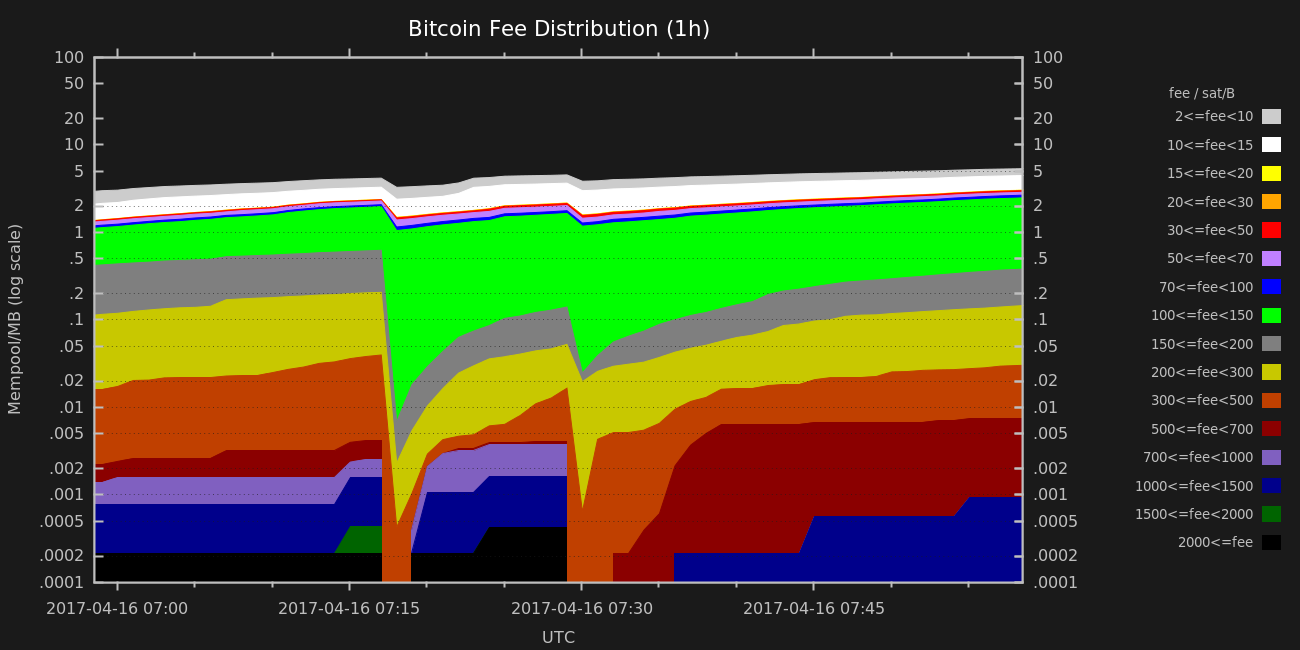 Bitcoin Fee Distribution (1h)
Mempool/MB (log scale)
100
50
20
10
5
2
1
.5
.2
.1
.05
.02
.01
.005
.002
.001
.0005
.0002
.0001
100
50
20
10
5
2
1
.5
.2
.1
.05
.02
.01
.005
.002
.001
.0005
.0002
.0001
2017-04-16 07:00 2017-04-16 07:15 2017-04-16 07:30 2017-04-16 07:45
UTC
fee / sat/B
2<=fee<10
10<=fee<15
15<=fee<20
20<=fee<30
30<=fee<50
50<=fee<70
70<=fee<100
100<=fee<150
150<=fee<200
200<=fee<300
300<=fee<500
500<=fee<700
700<=fee<1000
1000<=fee<1500
1500<=fee<2000
2000<=fee